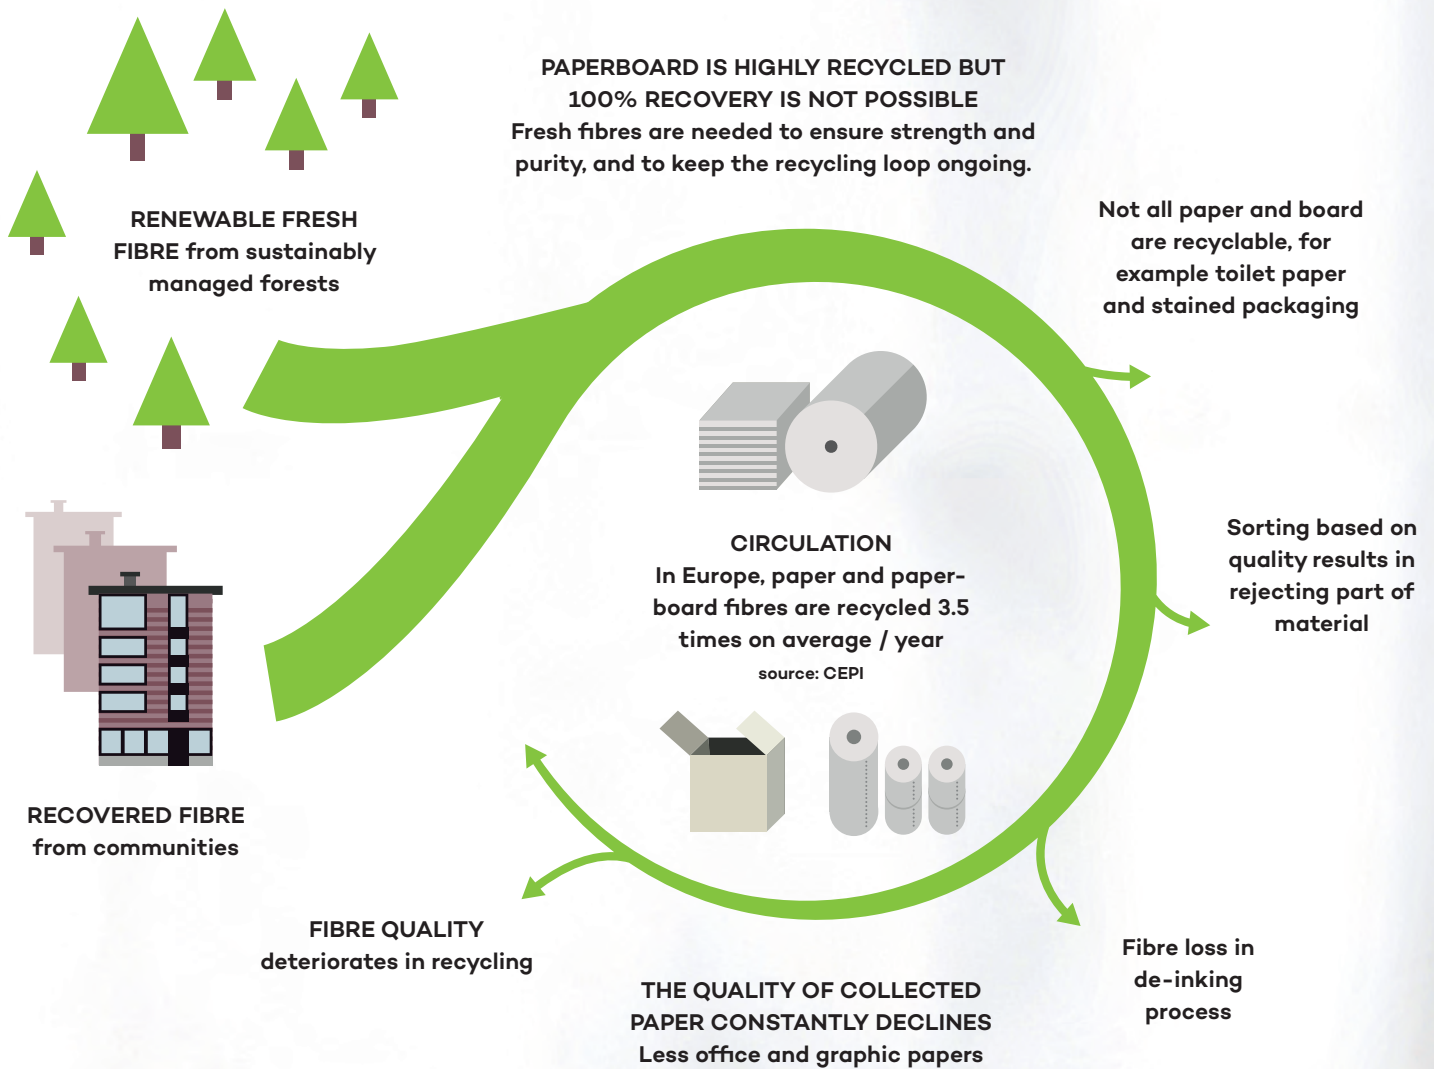 PAPERBOARD IS HIGHLY RECYCLED BUT
100% RECOVERY IS NOT POSSIBLE
Fresh fibres are needed to ensure strength and
purity, and to keep the recycling loop ongoing.
RENEWABLE FRESH
FIBRE from sustainably
managed forests
Not all paper and board
are recyclable, for
example toilet paper
and stained packaging
CIRCULATION
In Europe, paper and paper-
board fibres are recycled 3.5
times on average / year
source: CEPI
Sorting based on
quality results in
rejecting part of
material
RECOVERED FIBRE
from communities
FIBRE QUALITY
deteriorates in recycling
THE QUALITY OF COLLECTED
PAPER CONSTANTLY DECLINES
Less office and graphic papers
Fibre loss in
de-inking
process